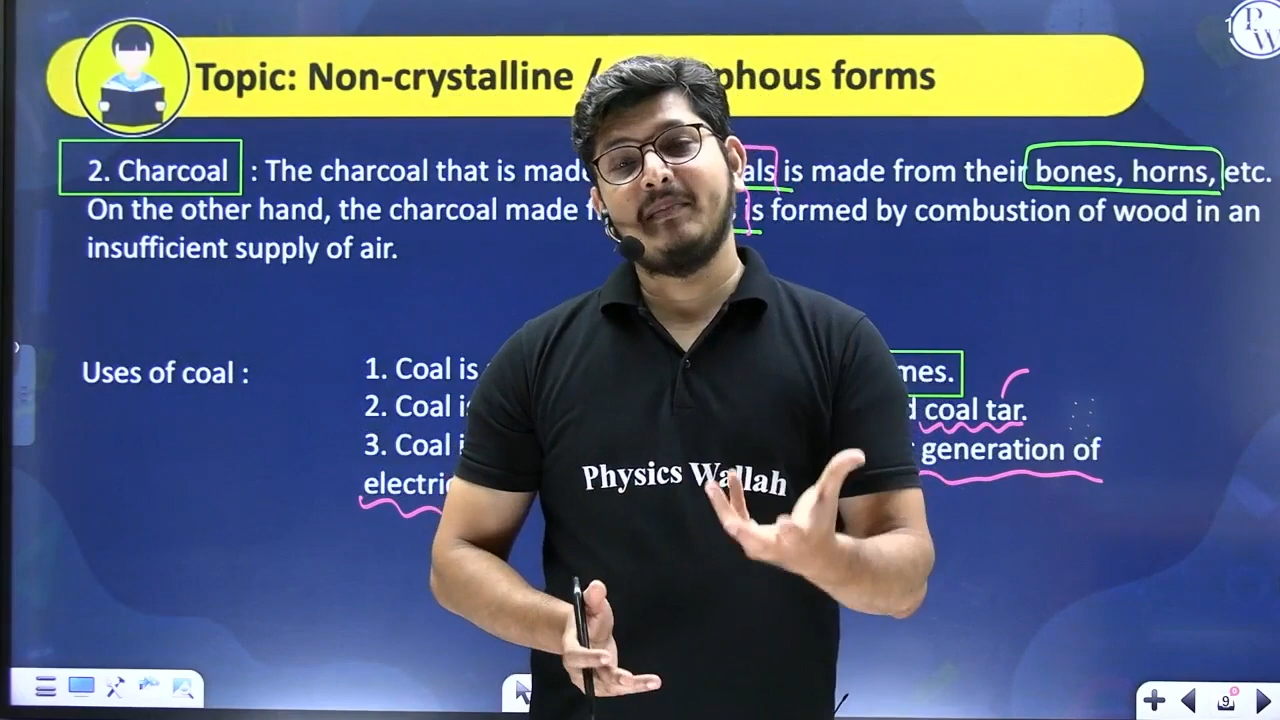 Topic: Non-crystalline / phous forms
PW
2. Charcoal : The charcoal that is made als is made from their bones, horns, etc.
On the other hand, the charcoal made is formed by combustion of wood in an
insufficient supply of air.
Uses of coal :
1. Coal is mes.
2. Coal i coal tar.
3. Coal i generation of
electri
Physics Wallah
9